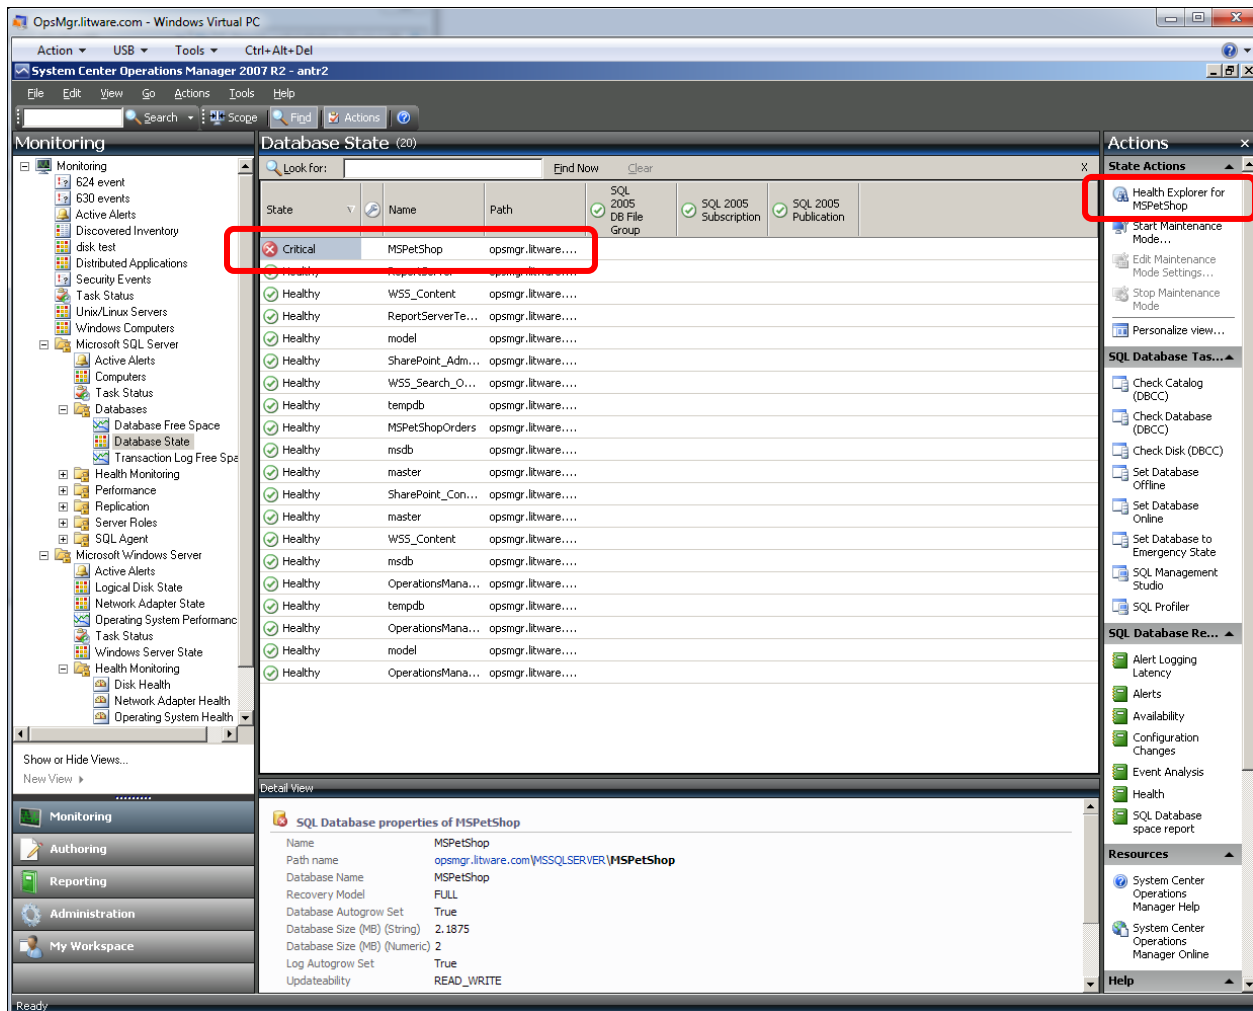 OpsMgr.litware.com - Windows Virtual PC
Action USB Tools Ctrl+Alt+Del
System Center Operations Manager 2007 R2 - antr2
File Edit View Go Actions Tools Help
Search Scope Find Actions
Monitoring
Monitoring
624 event
630 events
Active Alerts
Discovered Inventory
disk test
Distributed Applications
Security Events
Task Status
Unix/Linux Servers
Windows Computers
Microsoft SQL Server
Active Alerts
Computers
Task Status
Databases
Database Free Space
Database State
Transaction Log Free Spa
Health Monitoring
Performance
Replication
Server Roles
SQL Agent
Microsoft Windows Server
Active Alerts
Logical Disk State
Network Adapter State
Operating System Performanc
Task Status
Windows Server State
Health Monitoring
Disk Health
Network Adapter Health
Operating System Health
Show or Hide Views...
New View
Monitoring
Authoring
Reporting
Administration
My Workspace
Ready
Database State (20)
Look for: Find Now Clear X
State Name Path
SQL
2005
DB File
Group
SQL 2005
Subscription
SQL 2005
Publication
Critical MSPetShop opsmgr.litware....
Healthy ReportServer opsmgr.litware....
Healthy WSS_Content opsmgr.litware....
Healthy ReportServerTe... opsmgr.litware....
Healthy model opsmgr.litware....
Healthy SharePoint_Adm... opsmgr.litware....
Healthy WSS_Search_O... opsmgr.litware....
Healthy tempdb opsmgr.litware....
Healthy MSPetShopOrders opsmgr.litware....
Healthy msdb opsmgr.litware....
Healthy master opsmgr.litware....
Healthy SharePoint_Con... opsmgr.litware....
Healthy master opsmgr.litware....
Healthy WSS_Content opsmgr.litware....
Healthy msdb opsmgr.litware....
Healthy OperationsMana... opsmgr.litware....
Healthy tempdb opsmgr.litware....
Healthy OperationsMana... opsmgr.litware....
Healthy model opsmgr.litware....
Healthy OperationsMana... opsmgr.litware....
Detail View
SQL Database properties of MSPetShop
Name MSPetShop
Path name opsmgr.litware.com\MSSQLSERVER\MSPetShop
Database Name MSPetShop
Recovery Model FULL
Database Autogrow Set True
Database Size (MB) (String) 2.1875
Database Size (MB) (Numeric) 2
Log Autogrow Set True
Updateability READ_WRITE
Actions x
State Actions
Health Explorer for
MSPetShop
Start Maintenance
Mode...
Edit Maintenance
Mode Settings...
Stop Maintenance
Mode
Personalize view...
SQL Database Tas...
Check Catalog
(DBCC)
Check Database
(DBCC)
Check Disk (DBCC)
Set Database
Offline
Set Database
Online
Set Database to
Emergency State
SQL Management
Studio
SQL Profiler
SQL Database Re...
Alert Logging
Latency
Alerts
Availability
Configuration
Changes
Event Analysis
Health
SQL Database
space report
Resources
System Center
Operations
Manager Help
System Center
Operations
Manager Online
Help